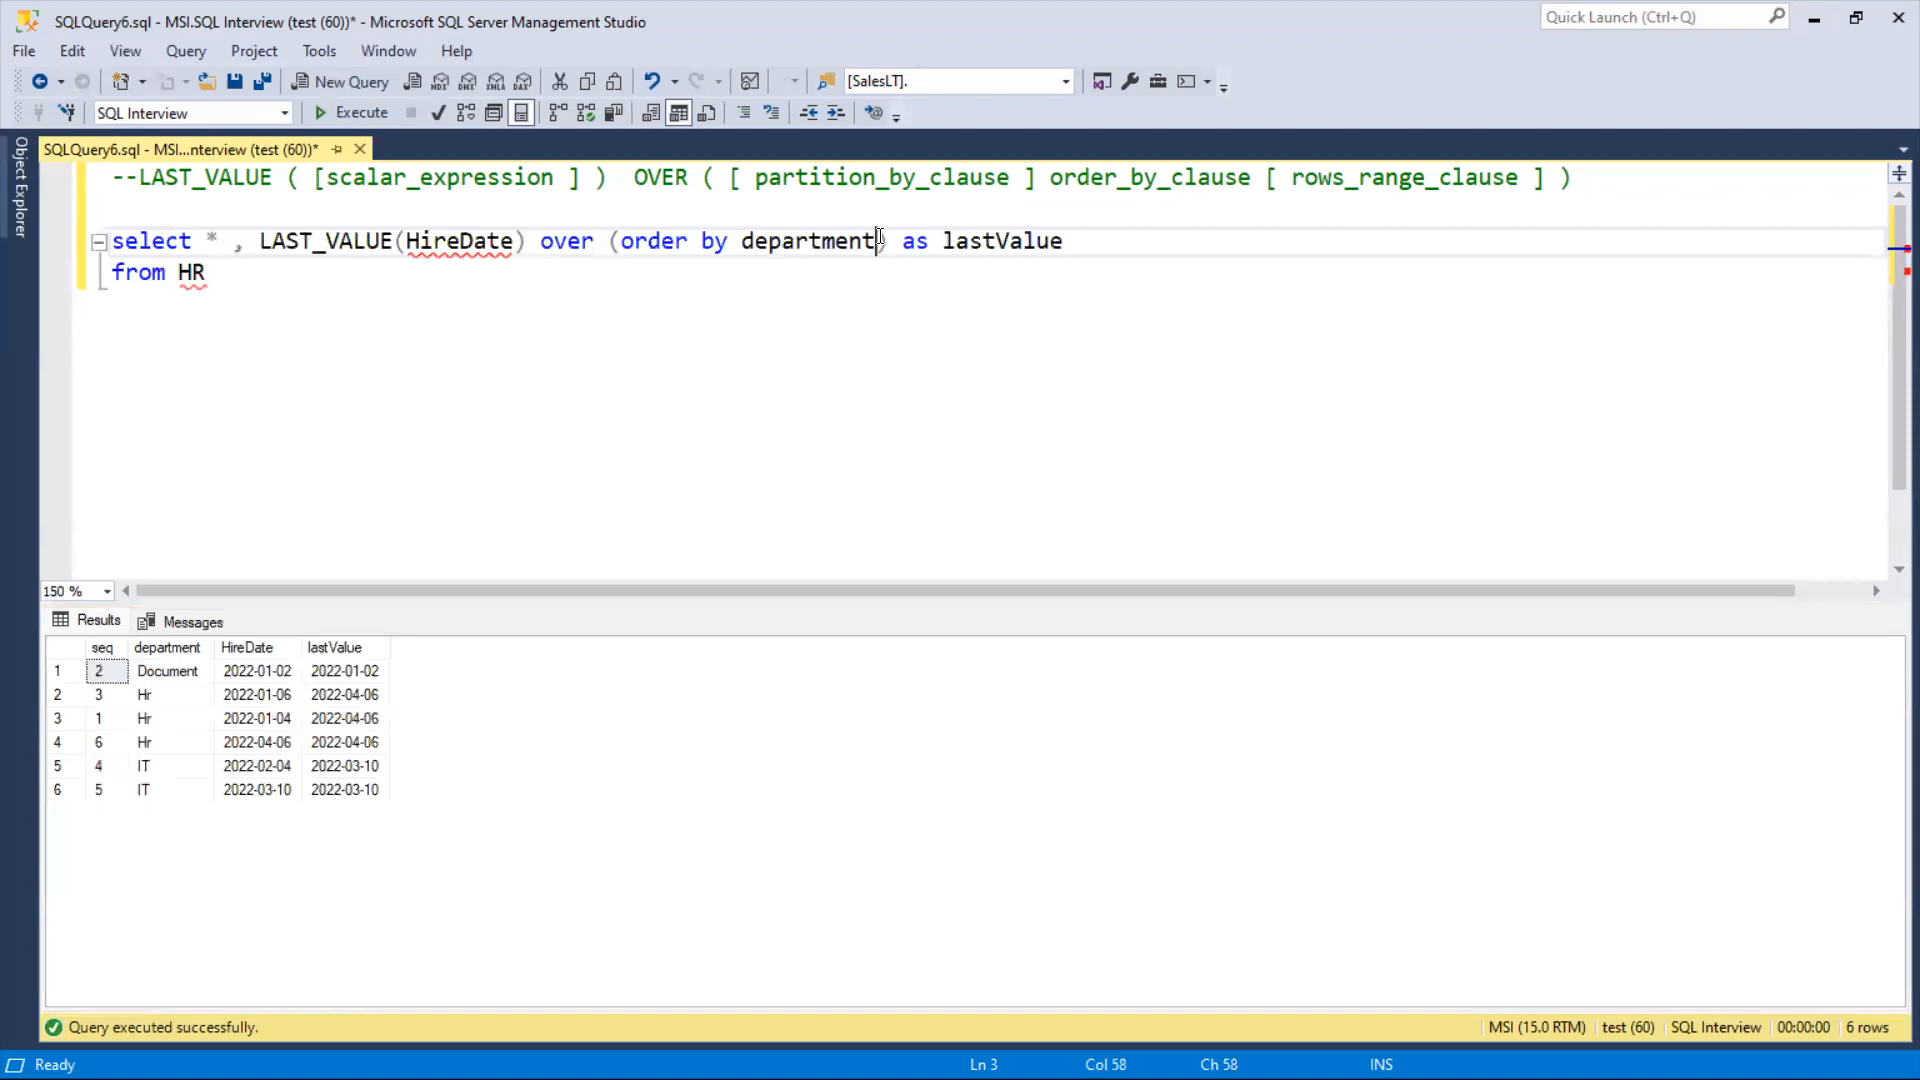 SQLQuery6.sql - MSI.SQL Interview (test (60))* - Microsoft SQL Server Management Studio
Quick Launch (Ctrl+Q)
File Edit View Query Project Tools Window Help
New Query MDX DMX XMLA DAX [SalesLT].
SQL Interview Execute
Object Explorer
SQLQuery6.sql - MSI...nterview (test (60))*
--LAST_VALUE ( [scalar_expression ] )  OVER ( [ partition_by_clause ] order_by_clause [ rows_range_clause ] )
select * , LAST_VALUE(HireDate) over (order by department) as lastValue
from HR
150 %
Results Messages
seq department HireDate lastValue
1 2 Document 2022-01-02 2022-01-02
2 3 Hr 2022-01-06 2022-04-06
3 1 Hr 2022-01-04 2022-04-06
4 6 Hr 2022-04-06 2022-04-06
5 4 IT 2022-02-04 2022-03-10
6 5 IT 2022-03-10 2022-03-10
Query executed successfully. MSI (15.0 RTM) test (60) SQL Interview 00:00:00 6 rows
Ready Ln 3 Col 58 Ch 58 INS